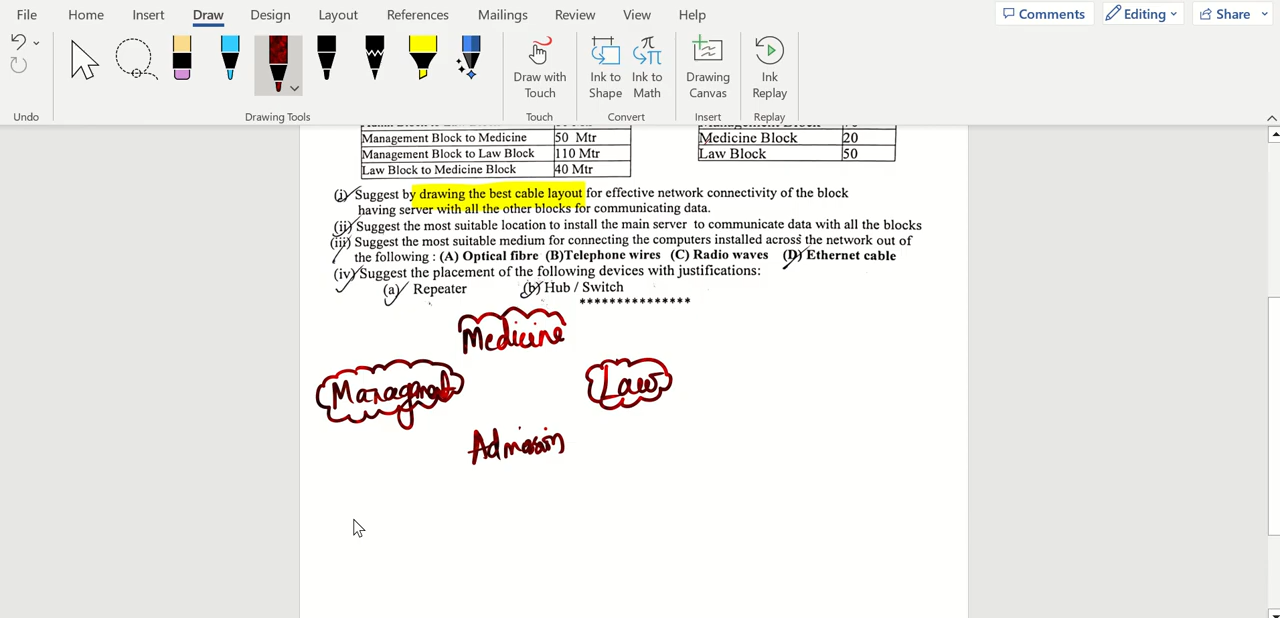 File Home Insert Draw Design Layout References Mailings Review View Help Comments Editing Share
Draw with Touch Ink to Shape Ink to Math Drawing Canvas Ink Replay
Undo Drawing Tools Touch Convert Insert Replay
Management Block to Medicine 50 Mtr
Management Block to Law Block 110 Mtr
Law Block to Medicine Block 40 Mtr
Medicine Block 20
Law Block 50
(i) Suggest by drawing the best cable layout for effective network connectivity of the block
having server with all the other blocks for communicating data.
(ii) Suggest the most suitable location to install the main server to communicate data with all the blocks
(iii) Suggest the most suitable medium for connecting the computers installed across the network out of
the following : (A) Optical fibre (B)Telephone wires (C) Radio waves (D) Ethernet cable
(iv) Suggest the placement of the following devices with justifications:
(a) Repeater (b) Hub / Switch
***************
Medicine
Law